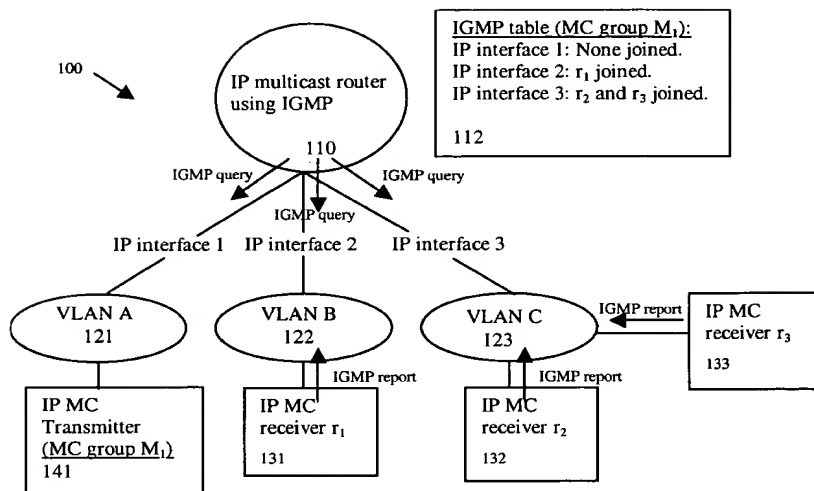 100
IP multicast router
using IGMP
110
IGMP table (MC group M₁):
IP interface 1: None joined.
IP interface 2: r₁ joined.
IP interface 3: r₂ and r₃ joined.
112
IGMP query
IGMP query
IGMP query
IP interface 1
IP interface 2
IP interface 3
VLAN A
121
VLAN B
122
VLAN C
123
IGMP report
IP MC
receiver r₃
133
IP MC
Transmitter
(MC group M₁)
141
IGMP report
IP MC
receiver r₁
131
IGMP report
IP MC
receiver r₂
132